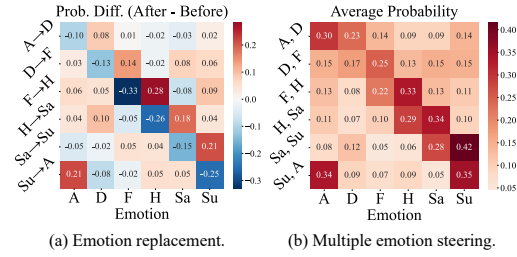 Prob. Diff. (After - Before)
A→D -0.10 0.08 0.01 -0.02 -0.03 0.02
D→F 0.03 -0.13 0.14 -0.02 -0.02 0.00
F→H 0.06 0.05 -0.33 0.28 -0.08 0.09
H→Sa 0.04 0.10 -0.05 -0.26 0.18 0.04
Sa→Su -0.05 -0.02 0.01 -0.01 -0.15 0.21
Su→A 0.21 -0.08 -0.02 0.08 0.04 -0.25
A D F H Sa Su
Emotion
0.2
0.1
0.0
-0.1
-0.2
-0.3
(a) Emotion replacement.
Average Probability
A, D 0.30 0.23 0.14 0.09 0.09 0.14
D, F 0.15 0.17 0.25 0.13 0.15 0.15
F, H 0.13 0.08 0.22 0.33 0.13 0.11
H, Sa 0.11 0.10 0.06 0.29 0.34 0.10
Sa, Su 0.08 0.12 0.05 0.06 0.28 0.42
Su, A 0.34 0.09 0.07 0.09 0.05 0.35
A D F H Sa Su
Emotion
0.40
0.35
0.30
0.25
0.20
0.15
0.10
0.05
(b) Multiple emotion steering.